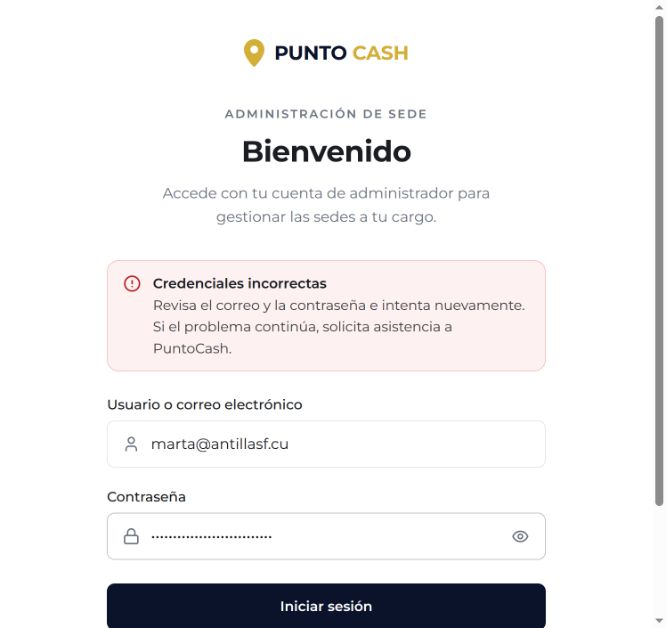 PUNTO CASH
ADMINISTRACIÓN DE SEDE
Bienvenido
Accede con tu cuenta de administrador para
gestionar las sedes a tu cargo.
Credenciales incorrectas
Revisa el correo y la contraseña e intenta nuevamente.
Si el problema continúa, solicita asistencia a
PuntoCash.
Usuario o correo electrónico
marta@antillasf.cu
Contraseña
Iniciar sesión